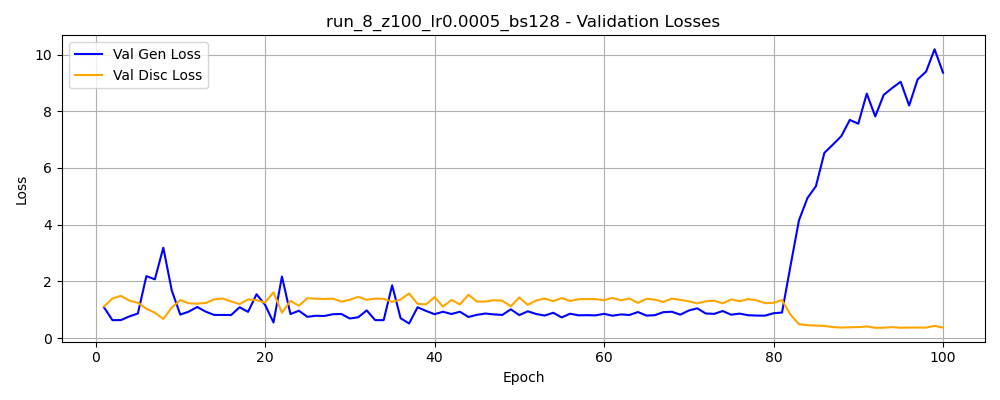 run_8_z100_lr0.0005_bs128 - Validation Losses
Val Gen Loss
Val Disc Loss
10
8
6
4
2
0
Loss
0
20
40
60
80
100
Epoch